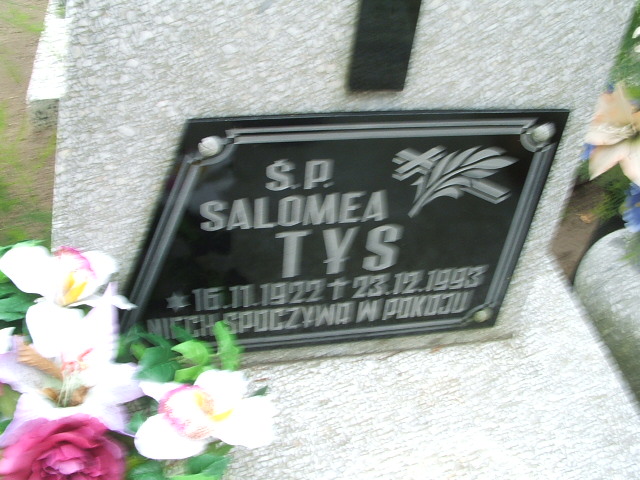 Ś.P.
SALOMEA
TYS
* 16.11.1922 † 23.12.1993
NIECH SPOCZYWA W POKOJU